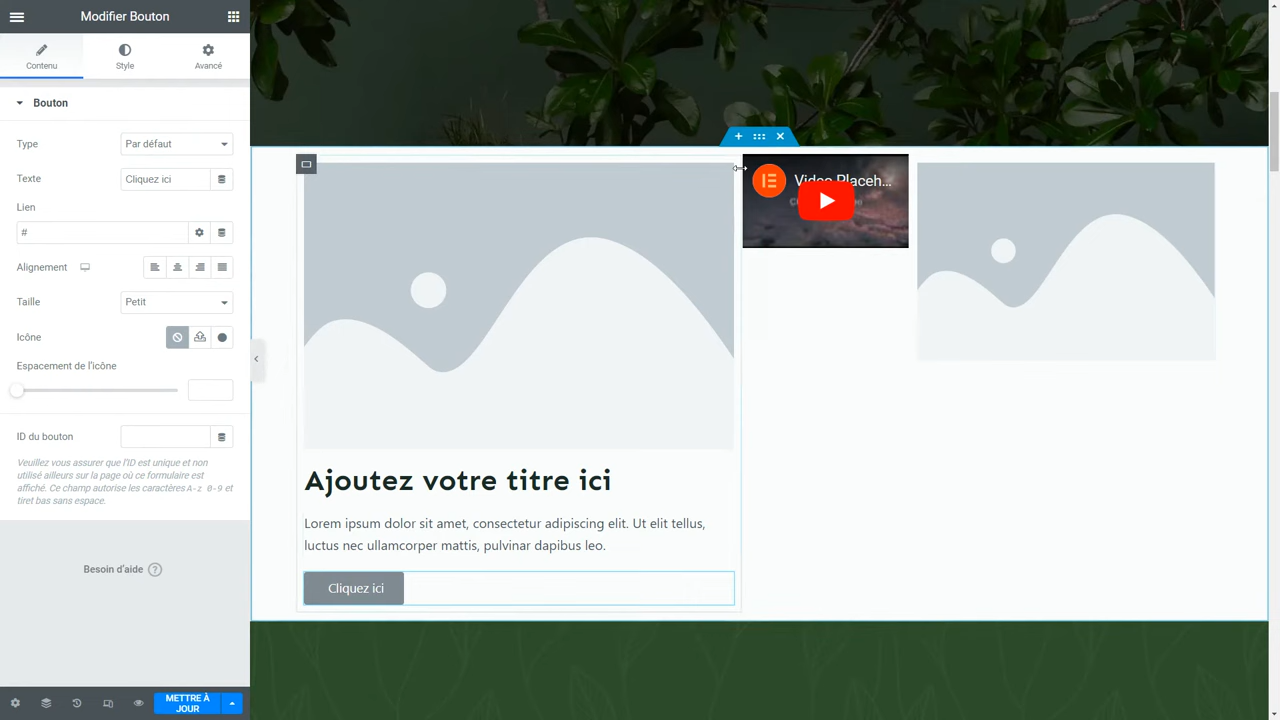 Modifier Bouton
Contenu
Style
Avancé
Bouton
Type
Par défaut
Texte
Cliquez ici
Lien
#
Alignement
Taille
Petit
Icône
Espacement de l'icône
ID du bouton
Veuillez vous assurer que l'ID est unique et non
utilisé ailleurs sur la page où ce formulaire est
affiché. Ce champ autorise les caractères A-z 0-9 et
tiret bas sans espace.
Besoin d'aide ?
METTRE À
JOUR
Video Placeh...
Ajoutez votre titre ici
Lorem ipsum dolor sit amet, consectetur adipiscing elit. Ut elit tellus,
luctus nec ullamcorper mattis, pulvinar dapibus leo.
Cliquez ici